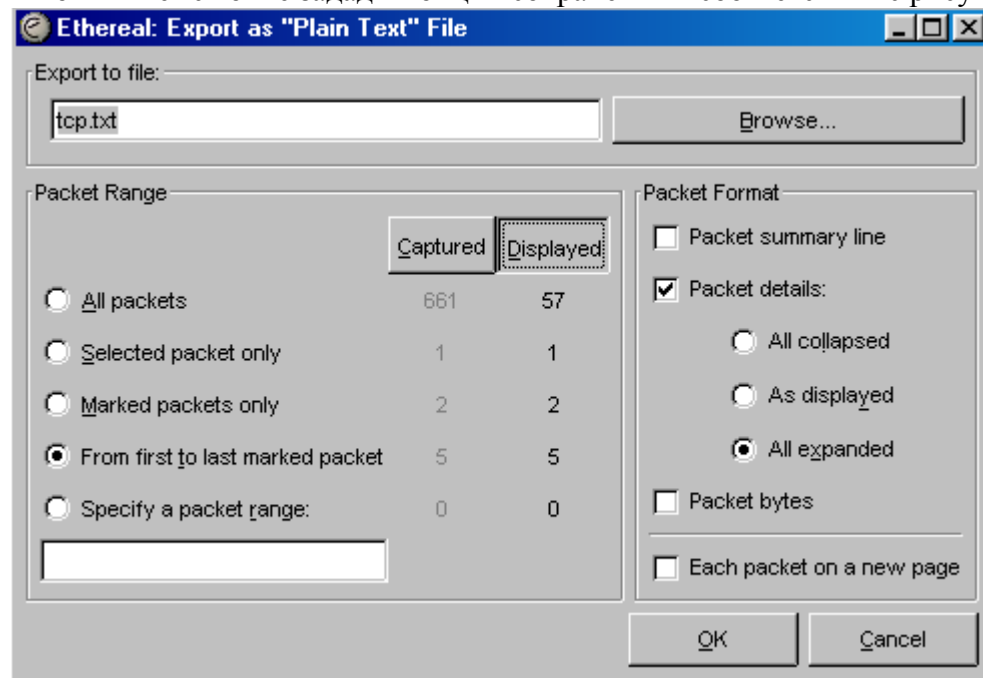 Ethereal: Export as "Plain Text" File
Export to file:
tcp.txt
Browse...
Packet Range
Captured Displayed
All packets 661 57
Selected packet only 1 1
Marked packets only 2 2
From first to last marked packet 5 5
Specify a packet range: 0 0
Packet Format
Packet summary line
Packet details:
All collapsed
As displayed
All expanded
Packet bytes
Each packet on a new page
OK
Cancel